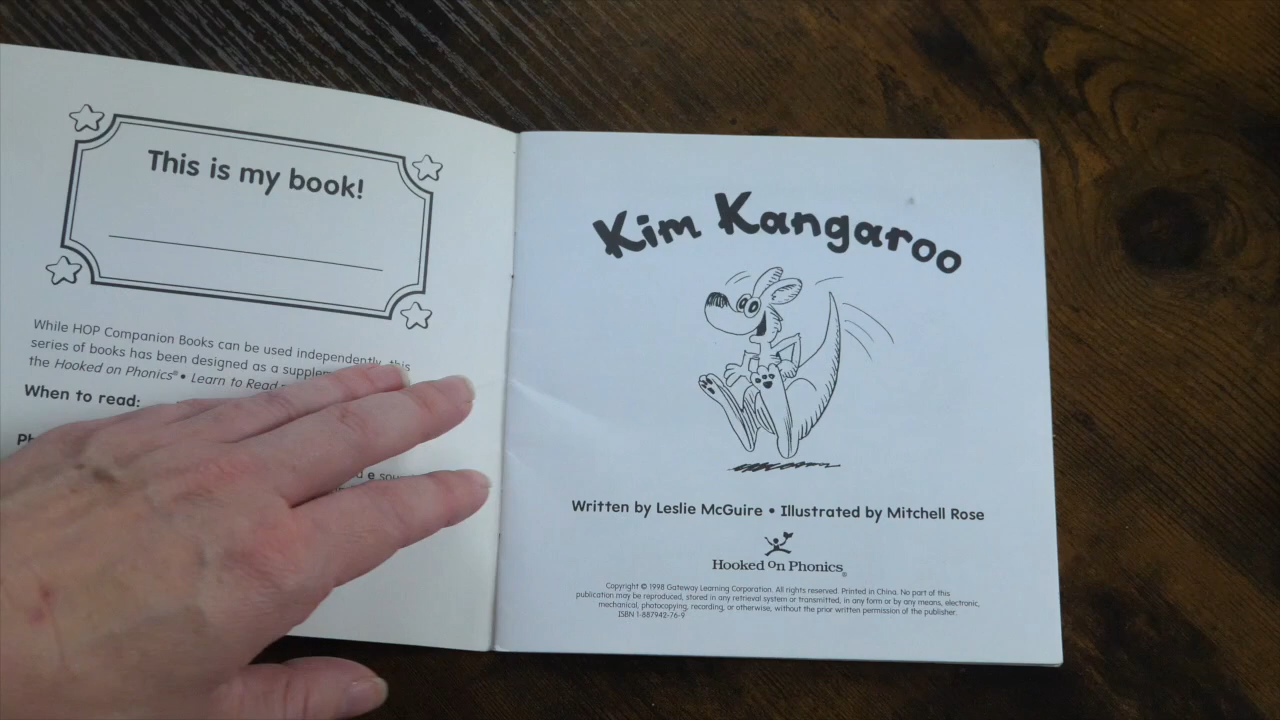 This is my book!
While HOP Companion Books can be used independently, this
series of books has been designed as a supplem
the Hooked on Phonics® • Learn to Read
When to read:
e
Kim Kangaroo
Written by Leslie McGuire • Illustrated by Mitchell Rose
Hooked on Phonics®
Copyright © 1998 Gateway Learning Corporation. All rights reserved. Printed in China. No part of this
publication may be reproduced, stored in any retrieval system or transmitted, in any form or by any means, electronic,
mechanical, photocopying, recording, or otherwise, without the prior written permission of the publisher.
ISBN 1-887942-76-9